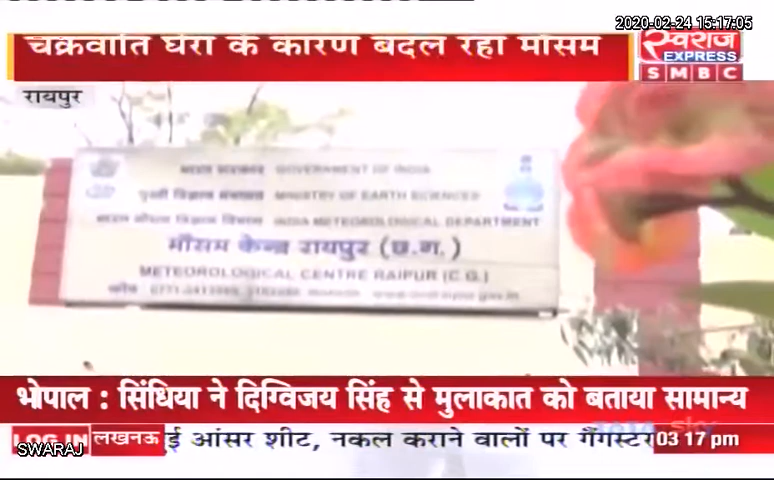 2020-02-24 15:17:05
चक्रवाति घेरा के कारण बदल रहा मौसम
स्वराज
EXPRESS
SMBC
रायपुर
भारत सरकार GOVERNMENT OF INDIA
पृथ्वी विज्ञान मंत्रालय MINISTRY OF EARTH SCIENCES
भारत मौसम विज्ञान विभाग INDIA METEOROLOGICAL DEPARTMENT
मौसम केन्द्र रायपुर (छ.ग.)
METEOROLOGICAL CENTRE RAIPUR (C.G.)
भोपाल : सिंधिया ने दिग्विजय सिंह से मुलाकात को बताया सामान्य
LOG IN लखनऊ ई आंसर शीट, नकल कराने वालों पर गैंगस्टर 03 17 pm
SWARAJ